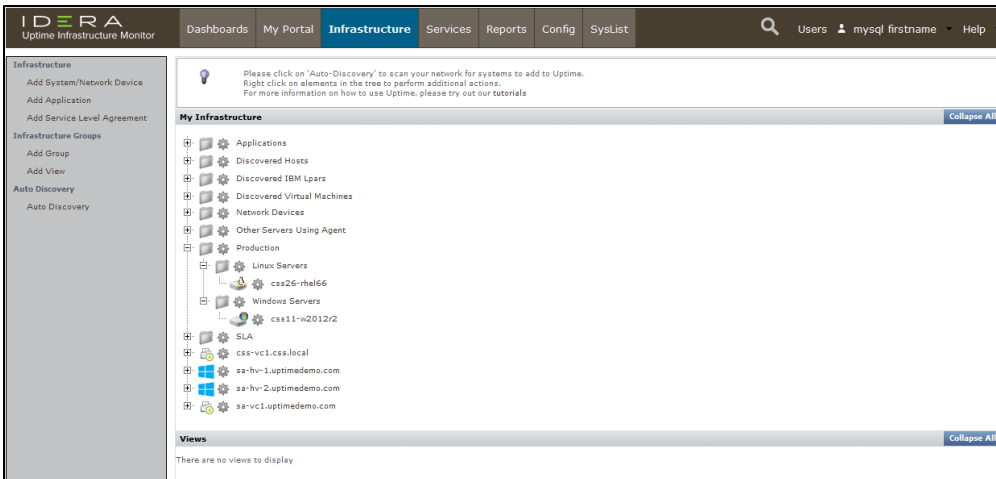 IDERA
Uptime Infrastructure Monitor
Dashboards My Portal Infrastructure Services Reports Config SysList
Users mysql firstname Help
Infrastructure
Add System/Network Device
Add Application
Add Service Level Agreement
Infrastructure Groups
Add Group
Add View
Auto Discovery
Auto Discovery
Please click on 'Auto-Discovery' to scan your network for systems to add to Uptime.
Right click on elements in the tree to perform additional actions.
For more information on how to use Uptime, please try out our tutorials
My Infrastructure
Collapse All
Applications
Discovered Hosts
Discovered IBM Lpars
Discovered Virtual Machines
Network Devices
Other Servers Using Agent
Production
Linux Servers
css26-rhel66
Windows Servers
css11-w2012r2
SLA
css-vc1.css.local
sa-hv-1.uptimedemo.com
sa-hv-2.uptimedemo.com
sa-vc1.uptimedemo.com
Views
Collapse All
There are no views to display